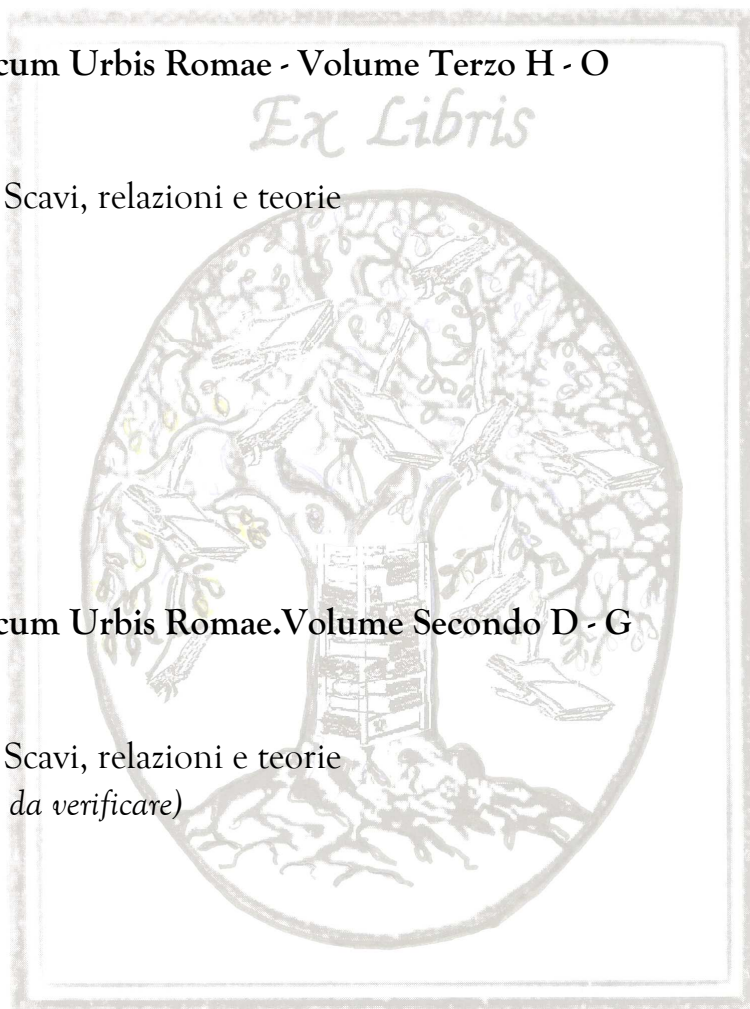 cum Urbis Romae - Volume Terzo H - O
Ex Libris
Scavi, relazioni e teorie
cum Urbis Romae.Volume Secondo D - G
Scavi, relazioni e teorie
da verificare)